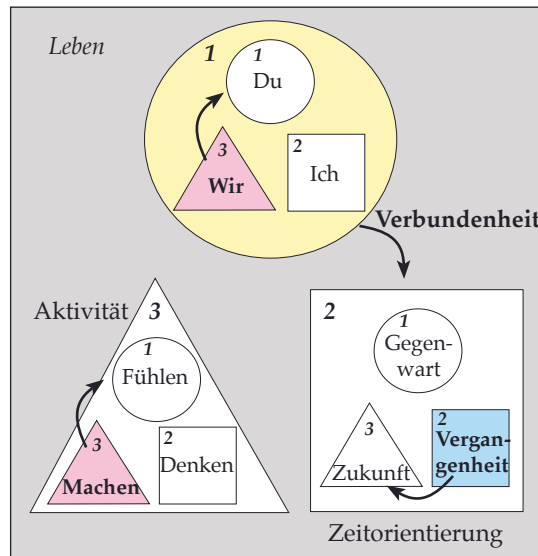 Leben
1
1
Du
3
Wir
2
Ich
Verbundenheit
Aktivität
3
1
Fühlen
3
Machen
2
Denken
2
1
Gegen-
wart
3
Zukunft
2
Vergan-
genheit
Zeitorientierung